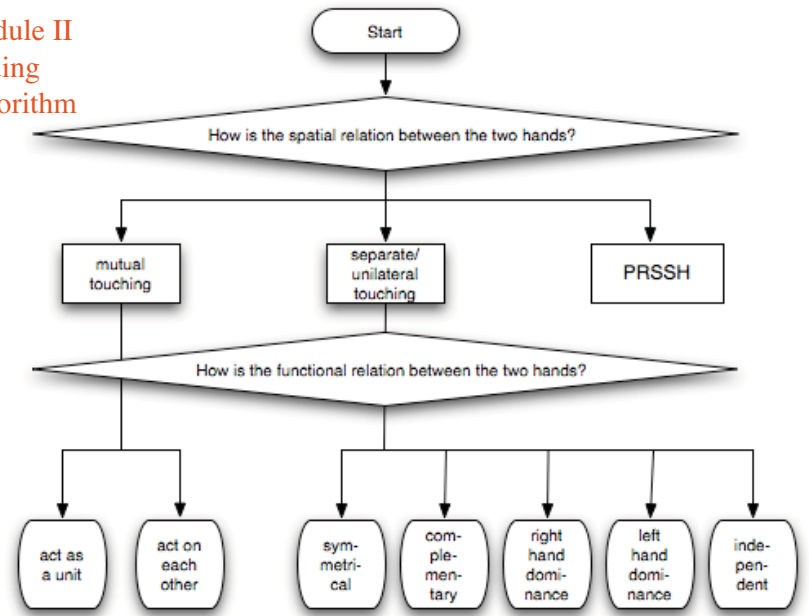 Start
How is the spatial relation between the two hands?
mutual
touching
separate/
unilateral
touching
PRSSH
How is the functional relation between the two hands?
act as
a unit
act on
each
other
sym-
metri-
cal
com-
ple-
men-
tary
right
hand
domi-
nance
left
hand
domi-
nance
inde-
pen-
dent
dule II
ing
orithm